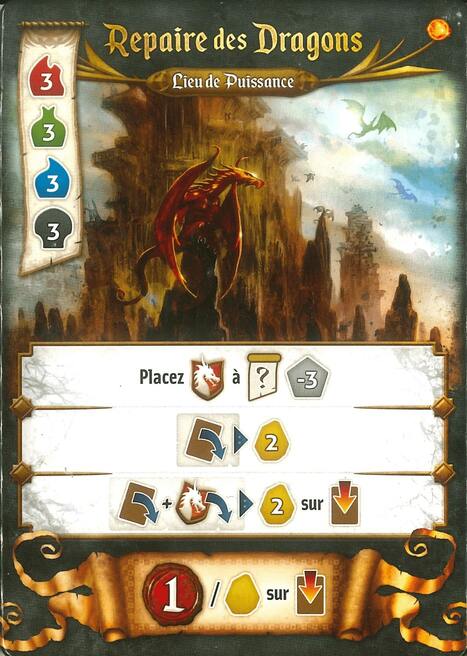 Repaire des Dragons
Lieu de Puissance
3
3
3
3
Placez à ? -3
2
+ 2 sur
1 / sur